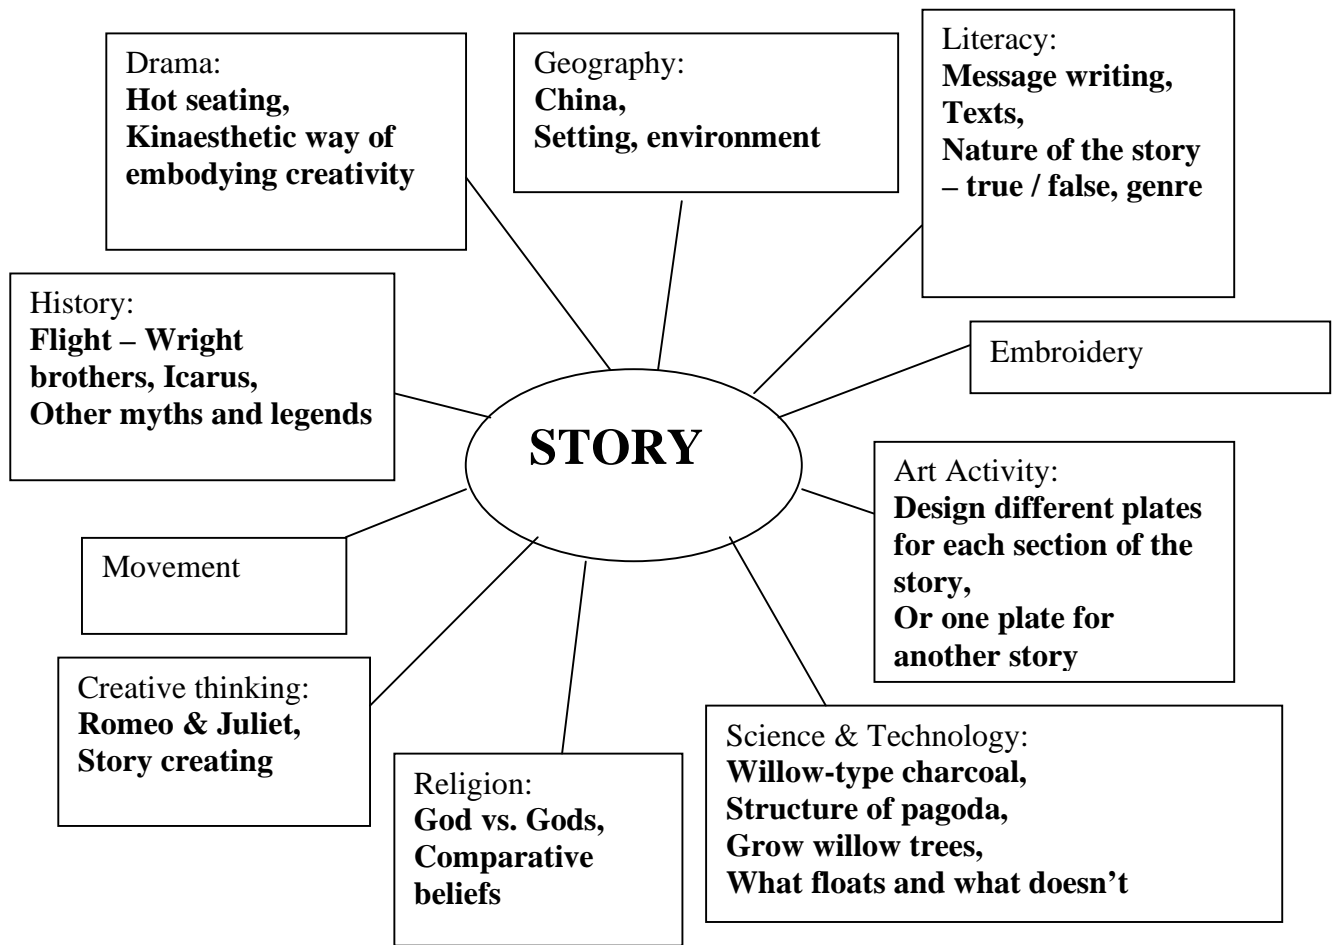 Drama:
Hot seating,
Kinaesthetic way of
embodying creativity
Geography:
China,
Setting, environment
Literacy:
Message writing,
Texts,
Nature of the story
– true / false, genre
History:
Flight – Wright
brothers, Icarus,
Other myths and legends
Embroidery
STORY
Art Activity:
Design different plates
for each section of the
story,
Or one plate for
another story
Movement
Creative thinking:
Romeo & Juliet,
Story creating
Religion:
God vs. Gods,
Comparative
beliefs
Science & Technology:
Willow-type charcoal,
Structure of pagoda,
Grow willow trees,
What floats and what doesn’t